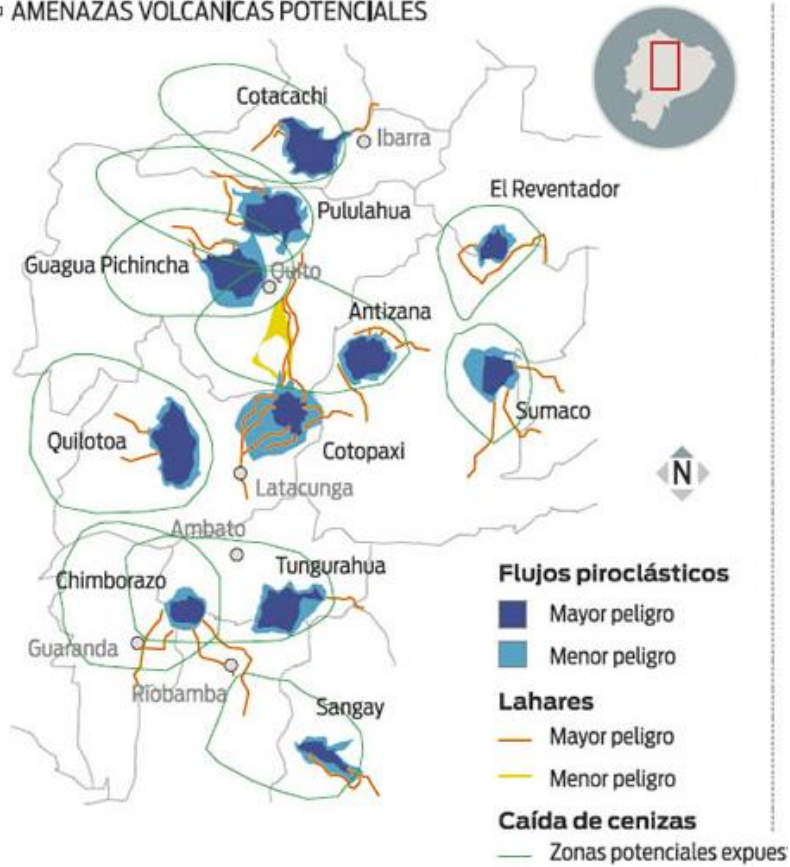 AMENAZAS VOLCÁNICAS POTENCIALES
Cotacachi
Ibarra
El Reventador
Pululahua
Guagua Pichincha
Quito
Antizana
Sumaco
Quilotoa
Cotopaxi
N
Latacunga
Ambato
Chimborazo
Tungurahua
Guaranda
Riobamba
Sangay
Flujos piroclásticos
Mayor peligro
Menor peligro
Lahares
Mayor peligro
Menor peligro
Caída de cenizas
Zonas potenciales expues